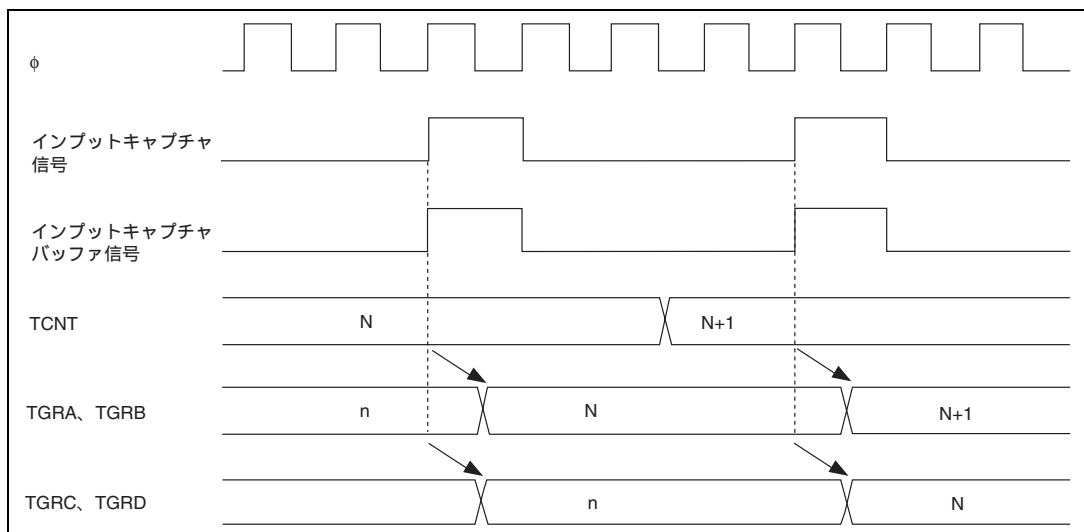 φ
インプットキャプチャ
信号
インプットキャプチャ
バッファ信号
TCNT
N
N+1
TGRA、TGRB
n
N
N+1
TGRC、TGRD
n
N